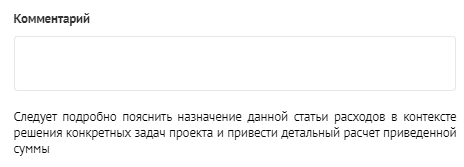 Комментарий
Следует подробно пояснить назначение данной статьи расходов в контексте
решения конкретных задач проекта и привести детальный расчет приведенной
суммы